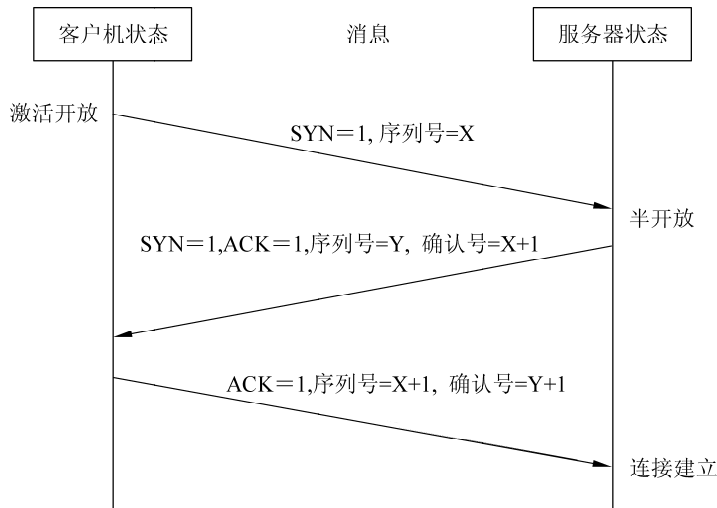 客户机状态
消息
服务器状态
激活开放
SYN＝1, 序列号=X
半开放
SYN＝1,ACK＝1,序列号=Y, 确认号=X+1
ACK＝1,序列号=X+1, 确认号=Y+1
连接建立